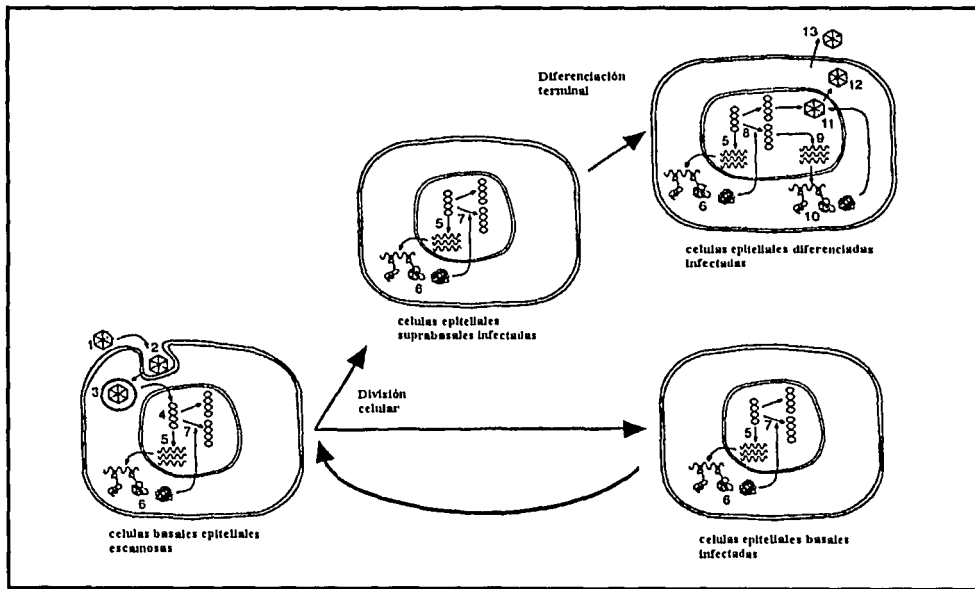 13
12
Diferenciación
terminal
11
5
8
9
6
10
celulas epiteliales diferenciadas
infectadas
5
7
6
celulas epiteliales
suprabasales infectadas
1
2
3
4
5
7
6
celulas basales epiteliales
escamosas
División
celular
5
7
6
celulas epiteliales basales
infectadas